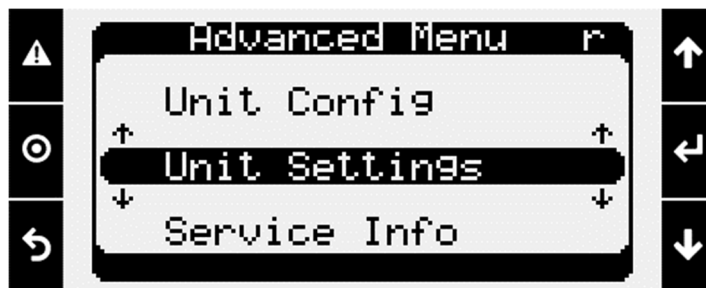 Advanced Menu r
Unit Config
Unit Settings
Service Info